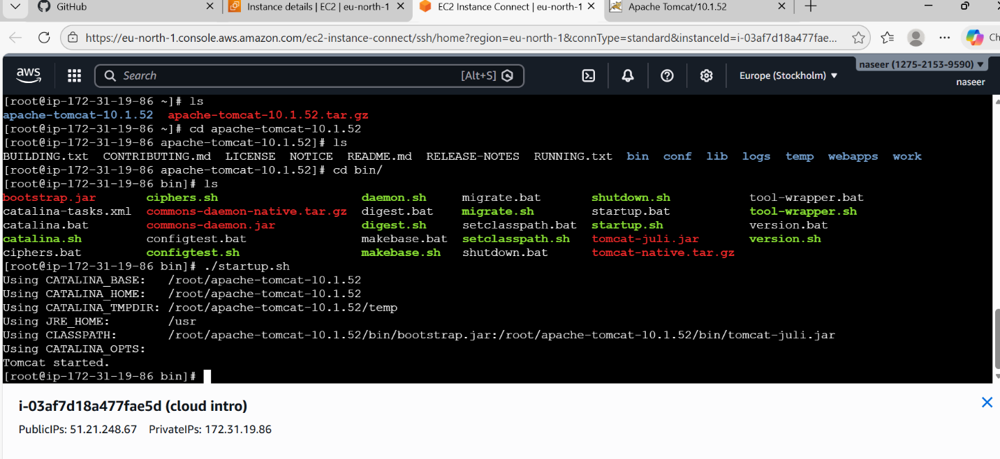 GitHub
Instance details | EC2 | eu-north-1
EC2 Instance Connect | eu-north-1
Apache Tomcat/10.1.52
https://eu-north-1.console.aws.amazon.com/ec2-instance-connect/ssh/home?region=eu-north-1&connType=standard&instanceId=i-03af7d18a477fae...
Ch
aws
Search
[Alt+S]
Europe (Stockholm)
naseer (1275-2153-9590)
naseer
[root@ip-172-31-19-86 ~]# ls
apache-tomcat-10.1.52  apache-tomcat-10.1.52.tar.gz
[root@ip-172-31-19-86 ~]# cd apache-tomcat-10.1.52
[root@ip-172-31-19-86 apache-tomcat-10.1.52]# ls
BUILDING.txt  CONTRIBUTING.md  LICENSE  NOTICE  README.md  RELEASE-NOTES  RUNNING.txt  bin  conf  lib  logs  temp  webapps  work
[root@ip-172-31-19-86 apache-tomcat-10.1.52]# cd bin/
[root@ip-172-31-19-86 bin]# ls
bootstrap.jar  ciphers.sh  daemon.sh  migrate.bat  shutdown.sh  tool-wrapper.bat
catalina-tasks.xml  commons-daemon-native.tar.gz  digest.bat  migrate.sh  startup.bat  tool-wrapper.sh
catalina.bat  commons-daemon.jar  digest.sh  setclasspath.bat  startup.sh  version.bat
catalina.sh  configtest.bat  makebase.bat  setclasspath.sh  tomcat-juli.jar  version.sh
ciphers.bat  configtest.sh  makebase.sh  shutdown.bat  tomcat-native.tar.gz
[root@ip-172-31-19-86 bin]# ./startup.sh
Using CATALINA_BASE:   /root/apache-tomcat-10.1.52
Using CATALINA_HOME:   /root/apache-tomcat-10.1.52
Using CATALINA_TMPDIR: /root/apache-tomcat-10.1.52/temp
Using JRE_HOME:        /usr
Using CLASSPATH:       /root/apache-tomcat-10.1.52/bin/bootstrap.jar:/root/apache-tomcat-10.1.52/bin/tomcat-juli.jar
Using CATALINA_OPTS:
Tomcat started.
[root@ip-172-31-19-86 bin]#
i-03af7d18a477fae5d (cloud intro)
PublicIPs: 51.21.248.67  PrivateIPs: 172.31.19.86